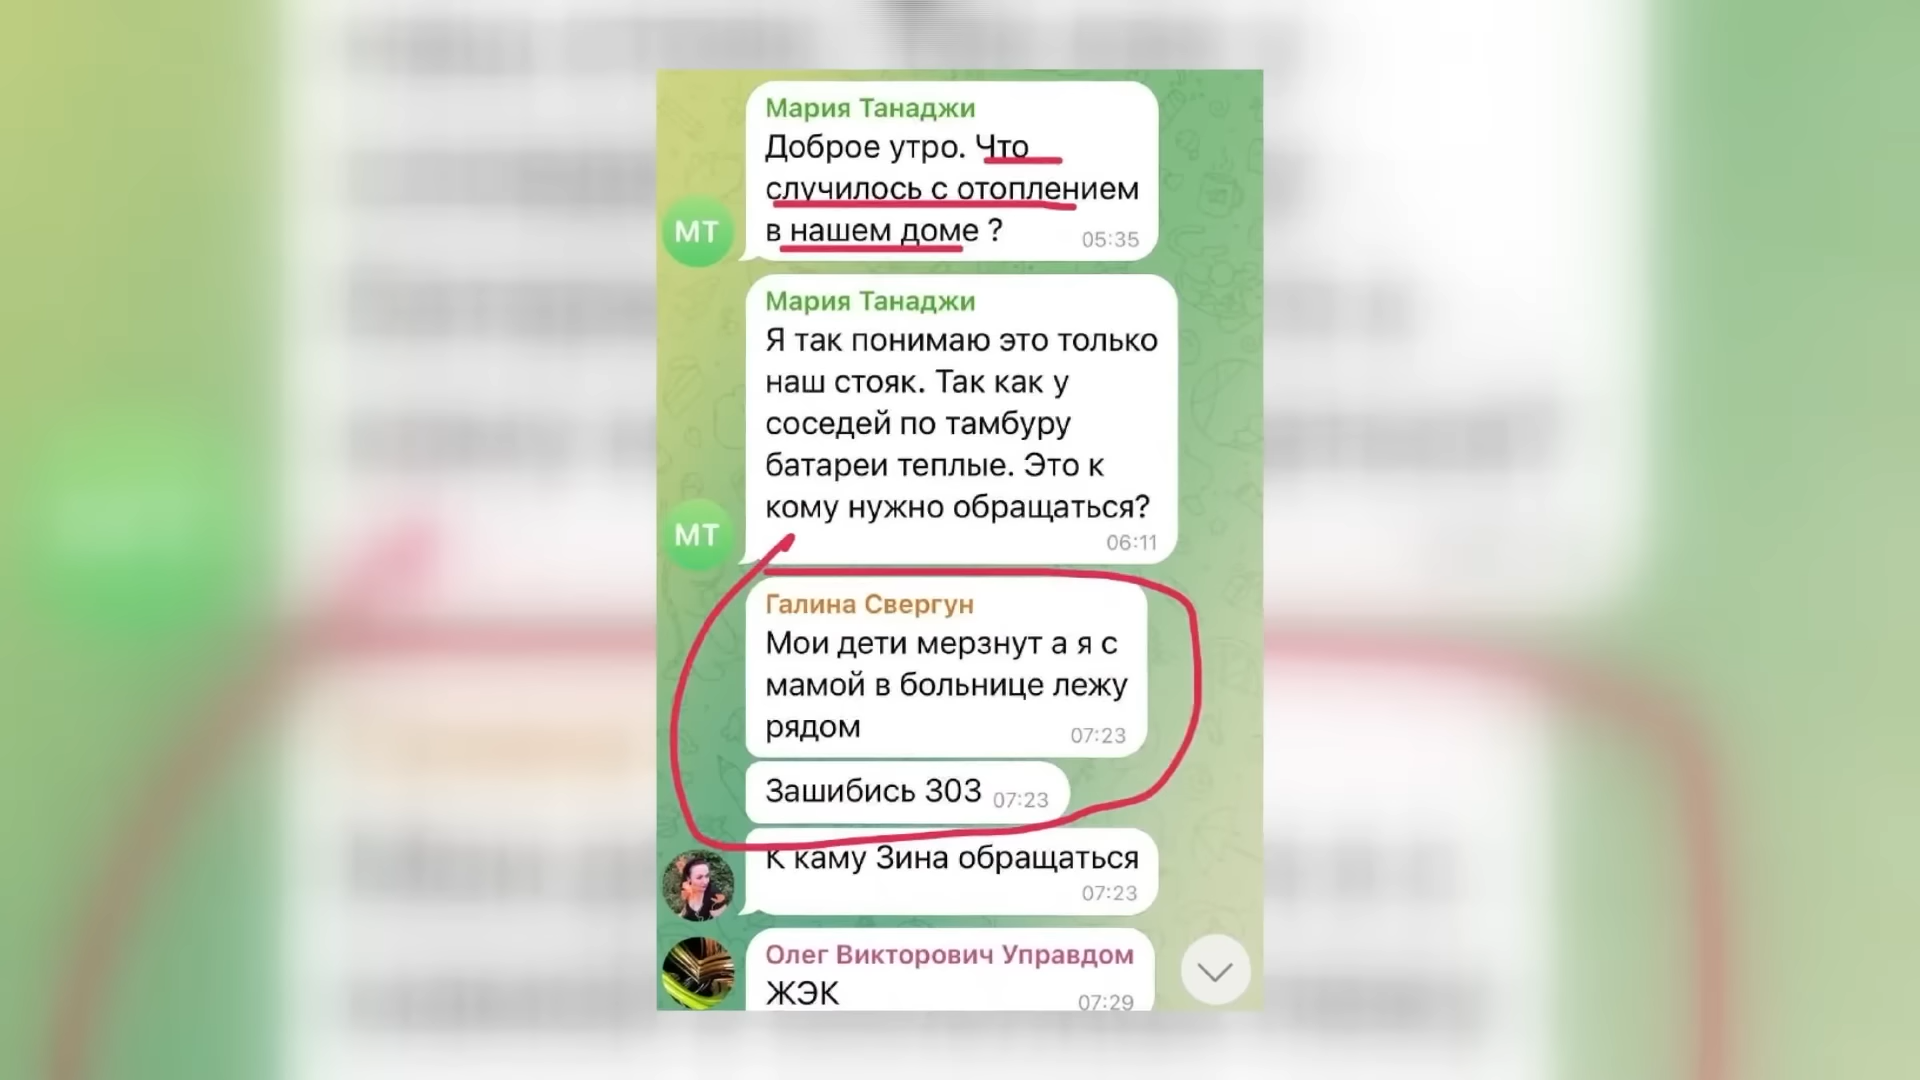 Мария Танаджи
Доброе утро. Что
случилось с отоплением
в нашем доме ?
05:35
МТ
Мария Танаджи
Я так понимаю это только
наш стояк. Так как у
соседей по тамбуру
батареи теплые. Это к
кому нужно обращаться?
06:11
МТ
Галина Свергун
Мои дети мерзнут а я с
мамой в больнице лежу
рядом
07:23
Зашибись 303 07:23
К каму Зина обращаться
07:23
Олег Викторович Управдом
ЖЭК
07:29